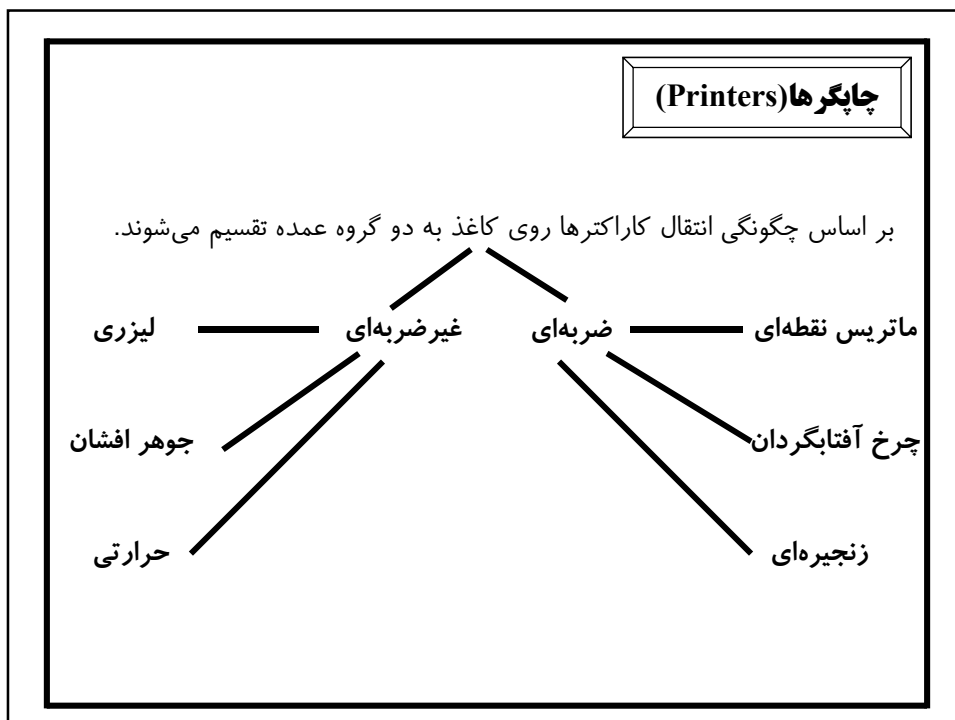 چاپگرها(Printers)
بر اساس چگونگی انتقال کاراکترها روی کاغذ به دو گروه عمده تقسیم می‌شوند.
ماتریس نقطه‌ای ضربه‌ای غیرضربه‌ای لیزری
چرخ آفتابگردان جوهر افشان
زنجیره‌ای حرارتی